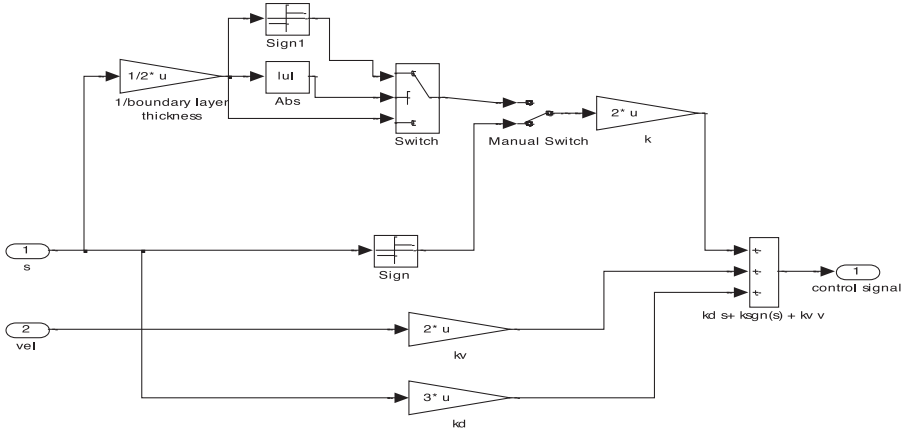 Sign1
1/2* u
1/boundary layer
thickness
|u|
Abs
Switch
Manual Switch
2* u
k
1
s
Sign
1
control signal
kd s+ ksgn(s) + kv v
2
vel
2* u
kv
3* u
kd